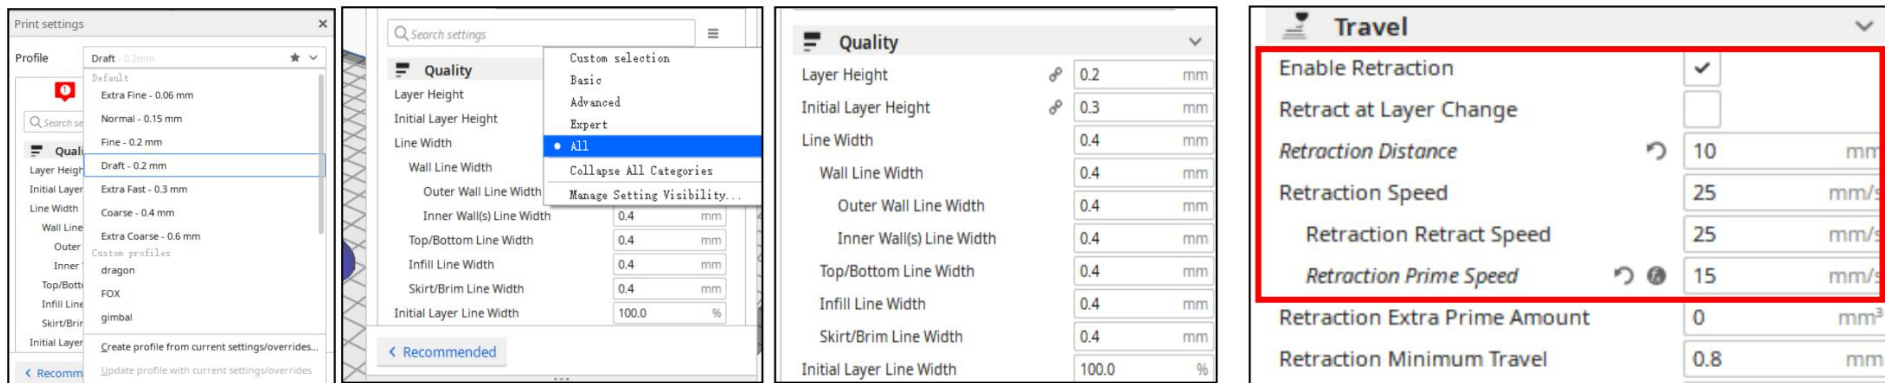 Print settings
Profile
Draft - 0.2mm
Default
Extra Fine - 0.06 mm
Normal - 0.15 mm
Search se
Fine - 0.2 mm
Quali
Draft - 0.2 mm
Layer Heigh
Initial Layer
Extra Fast - 0.3 mm
Line Width
Coarse - 0.4 mm
Wall Line
Extra Coarse - 0.6 mm
Outer
Custom profiles
Inner
dragon
Top/Bott
FOX
Infill Line
gimbal
Skirt/Brir
Initial Layer
Create profile from current settings/overrides...
Update profile with current settings/overrides
< Recomm
Search settings
Custom selection
Basic
Advanced
Expert
All
Collapse All Categories
Manage Setting Visibility...
Quality
Layer Height
Initial Layer Height
Line Width
Wall Line Width
Outer Wall Line Width
Inner Wall(s) Line Width 0.4 mm
Top/Bottom Line Width 0.4 mm
Infill Line Width 0.4 mm
Skirt/Brim Line Width 0.4 mm
Initial Layer Line Width 100.0 %
< Recommended
Quality
Layer Height 0.2 mm
Initial Layer Height 0.3 mm
Line Width 0.4 mm
Wall Line Width 0.4 mm
Outer Wall Line Width 0.4 mm
Inner Wall(s) Line Width 0.4 mm
Top/Bottom Line Width 0.4 mm
Infill Line Width 0.4 mm
Skirt/Brim Line Width 0.4 mm
Initial Layer Line Width 100.0 %
Travel
Enable Retraction
Retract at Layer Change
Retraction Distance 10 mm
Retraction Speed 25 mm/s
Retraction Retract Speed 25 mm/s
Retraction Prime Speed 15 mm/s
Retraction Extra Prime Amount 0 mm³
Retraction Minimum Travel 0.8 mm